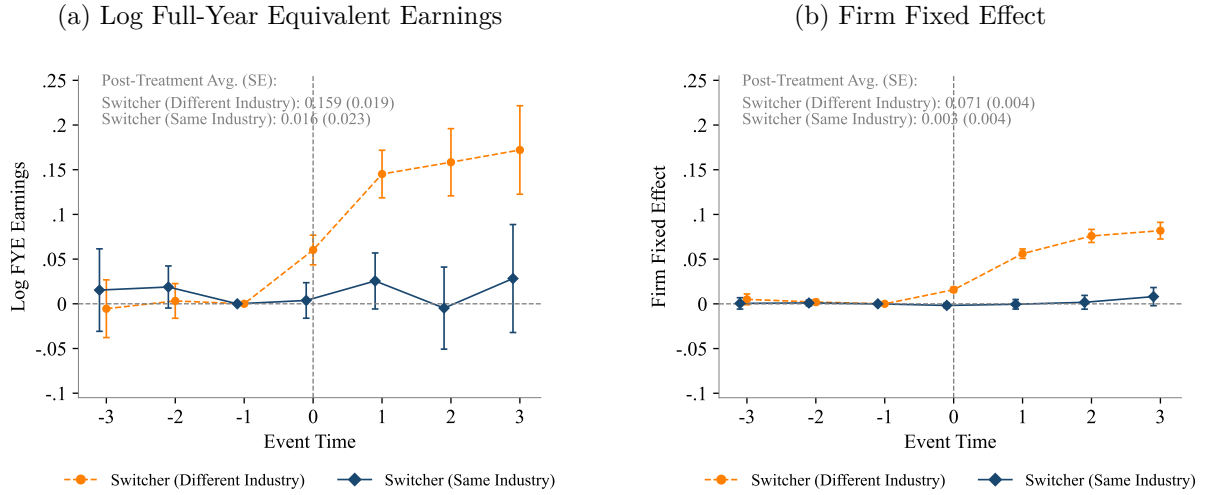 (a) Log Full-Year Equivalent Earnings
Post-Treatment Avg. (SE):
Switcher (Different Industry): 0.159 (0.019)
Switcher (Same Industry): 0.016 (0.023)
Log FYE Earnings
.25
.2
.15
.1
.05
0
-.05
-.1
-3 -2 -1 0 1 2 3
Event Time
Switcher (Different Industry) Switcher (Same Industry)
(b) Firm Fixed Effect
Post-Treatment Avg. (SE):
Switcher (Different Industry): 0.071 (0.004)
Switcher (Same Industry): 0.003 (0.004)
Firm Fixed Effect
.25
.2
.15
.1
.05
0
-.05
-.1
-3 -2 -1 0 1 2 3
Event Time
Switcher (Different Industry) Switcher (Same Industry)